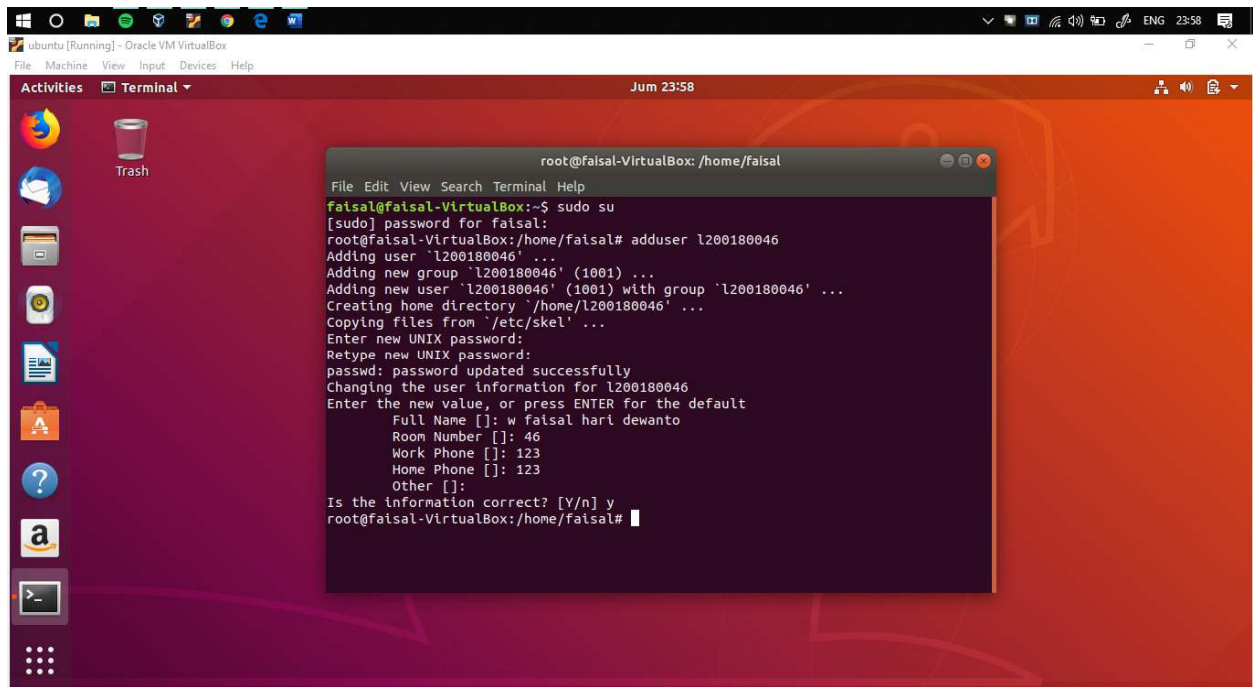 ENG 23:58
ubuntu [Running] - Oracle VM VirtualBox
File Machine View Input Devices Help
Activities Terminal Jum 23:58
Trash
root@faisal-VirtualBox: /home/faisal
File Edit View Search Terminal Help
faisal@faisal-VirtualBox:~$ sudo su
[sudo] password for faisal:
root@faisal-VirtualBox:/home/faisal# adduser l200180046
Adding user `l200180046' ...
Adding new group `l200180046' (1001) ...
Adding new user `l200180046' (1001) with group `l200180046' ...
Creating home directory `/home/l200180046' ...
Copying files from `/etc/skel' ...
Enter new UNIX password:
Retype new UNIX password:
passwd: password updated successfully
Changing the user information for l200180046
Enter the new value, or press ENTER for the default
Full Name []: w faisal hari dewanto
Room Number []: 46
Work Phone []: 123
Home Phone []: 123
Other []:
Is the information correct? [Y/n] y
root@faisal-VirtualBox:/home/faisal#